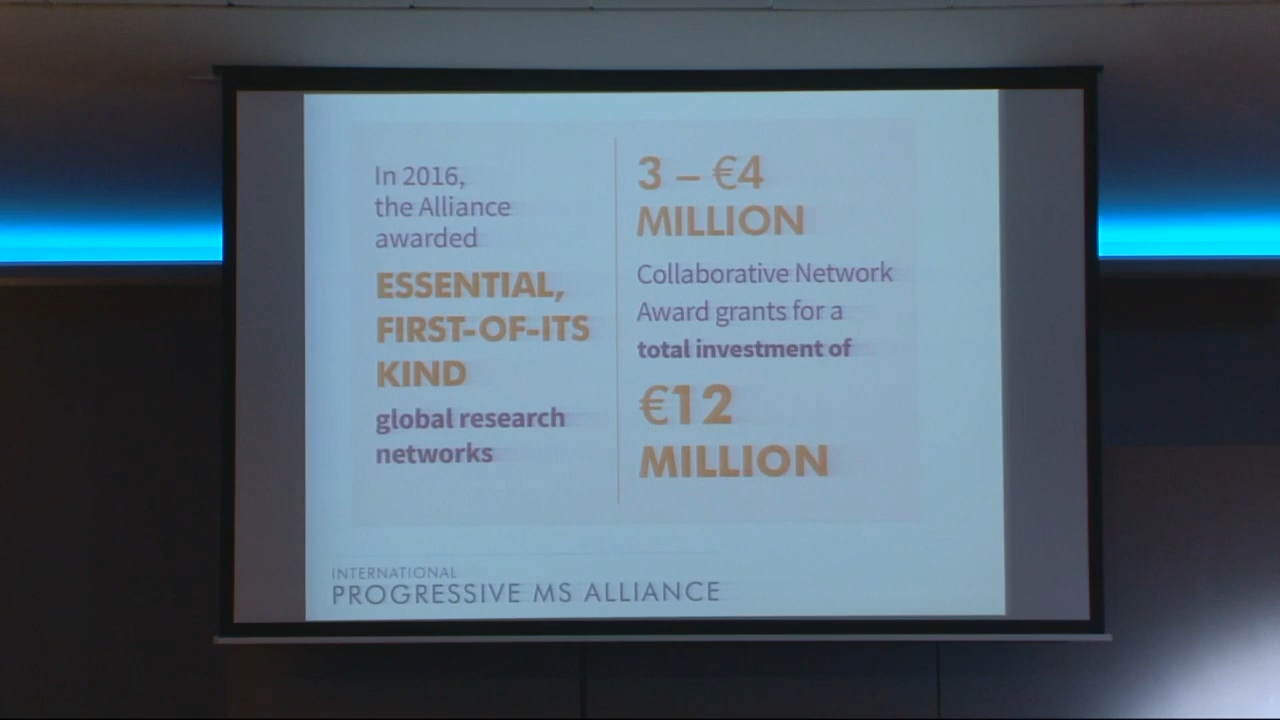 In 2016,
the Alliance
awarded
ESSENTIAL,
FIRST-OF-ITS
KIND
global research
networks
3 – €4
MILLION
Collaborative Network
Award grants for a
total investment of
€12
MILLION
INTERNATIONAL
PROGRESSIVE MS ALLIANCE